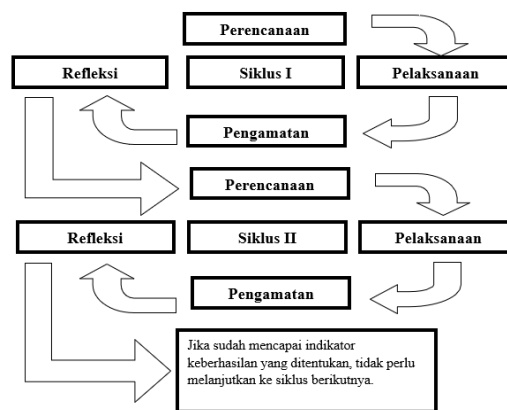 Perencanaan
Refleksi
Siklus I
Pelaksanaan
Pengamatan
Perencanaan
Refleksi
Siklus II
Pelaksanaan
Pengamatan
Jika sudah mencapai indikator
keberhasilan yang ditentukan, tidak perlu
melanjutkan ke siklus berikutnya.